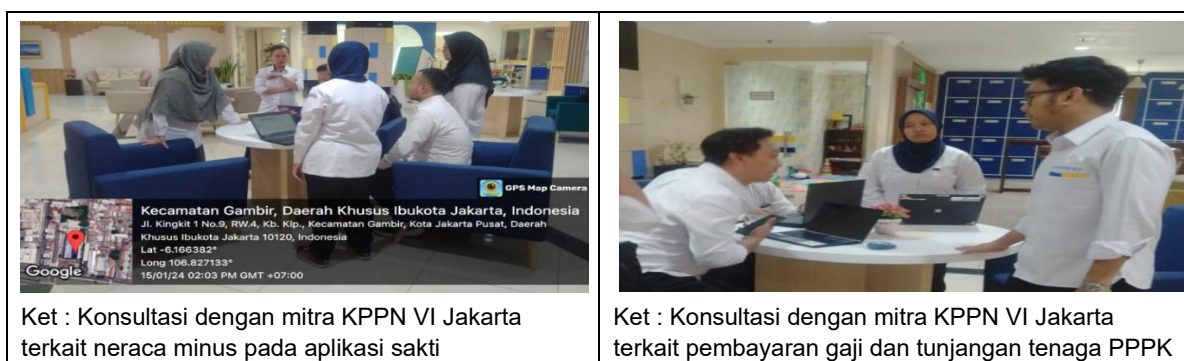 GPS Map Camera
Kecamatan Gambir, Daerah Khusus Ibukota Jakarta, Indonesia
Jl. Kingkit 1 No.9, RW.4, Kb. Klp., Kecamatan Gambir, Kota Jakarta Pusat, Daerah
Khusus Ibukota Jakarta 10120, Indonesia
Lat -6.166382°
Long 106.827133°
15/01/24 02:03 PM GMT +07:00
Google
Ket : Konsultasi dengan mitra KPPN VI Jakarta
terkait neraca minus pada aplikasi sakti
Ket : Konsultasi dengan mitra KPPN VI Jakarta
terkait pembayaran gaji dan tunjangan tenaga PPPK